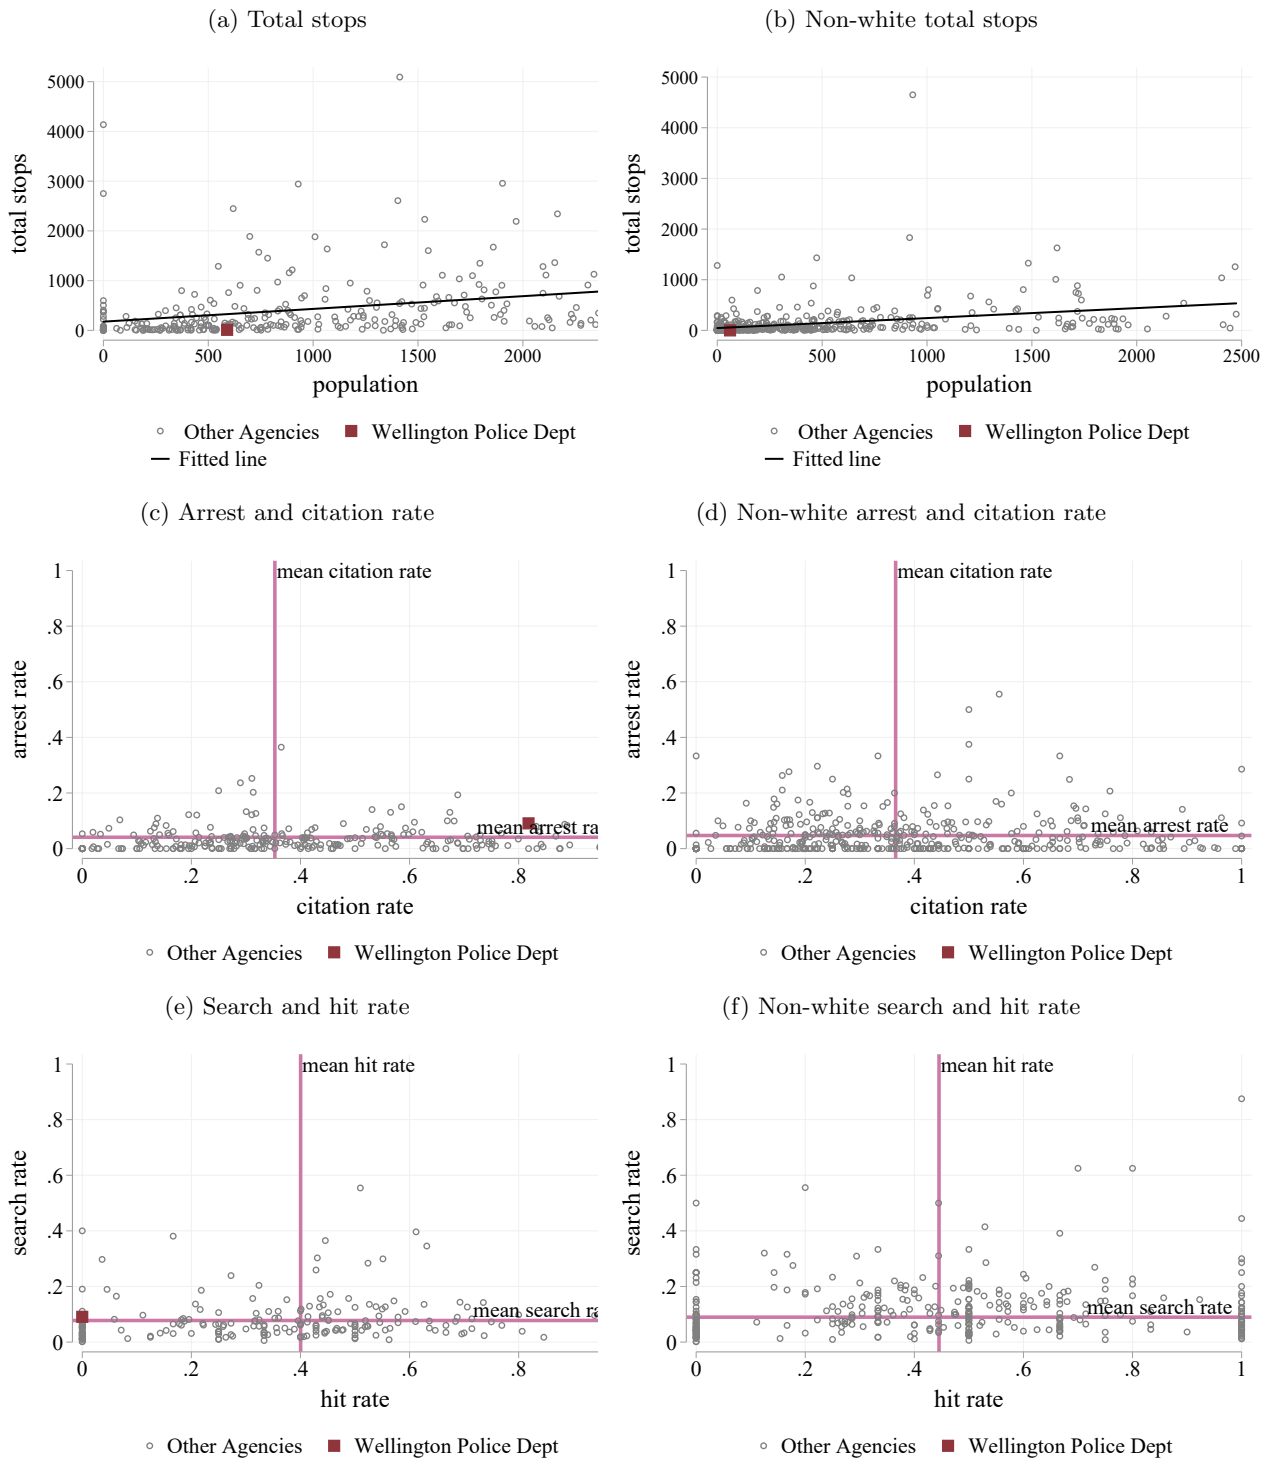 (a) Total stops
total stops
5000
4000
3000
2000
1000
0
0 500 1000 1500 2000
population
Other Agencies Wellington Police Dept
Fitted line
(b) Non-white total stops
total stops
5000
4000
3000
2000
1000
0
0 500 1000 1500 2000 2500
population
Other Agencies Wellington Police Dept
Fitted line
(c) Arrest and citation rate
arrest rate
1
.8
.6
.4
.2
0
mean citation rate
mean arrest ra
0 .2 .4 .6 .8
citation rate
Other Agencies Wellington Police Dept
(d) Non-white arrest and citation rate
arrest rate
1
.8
.6
.4
.2
0
mean citation rate
mean arrest rate
0 .2 .4 .6 .8 1
citation rate
Other Agencies Wellington Police Dept
(e) Search and hit rate
search rate
1
.8
.6
.4
.2
0
mean hit rate
mean search ra
0 .2 .4 .6 .8
hit rate
Other Agencies Wellington Police Dept
(f) Non-white search and hit rate
search rate
1
.8
.6
.4
.2
0
mean hit rate
mean search rate
0 .2 .4 .6 .8 1
hit rate
Other Agencies Wellington Police Dept